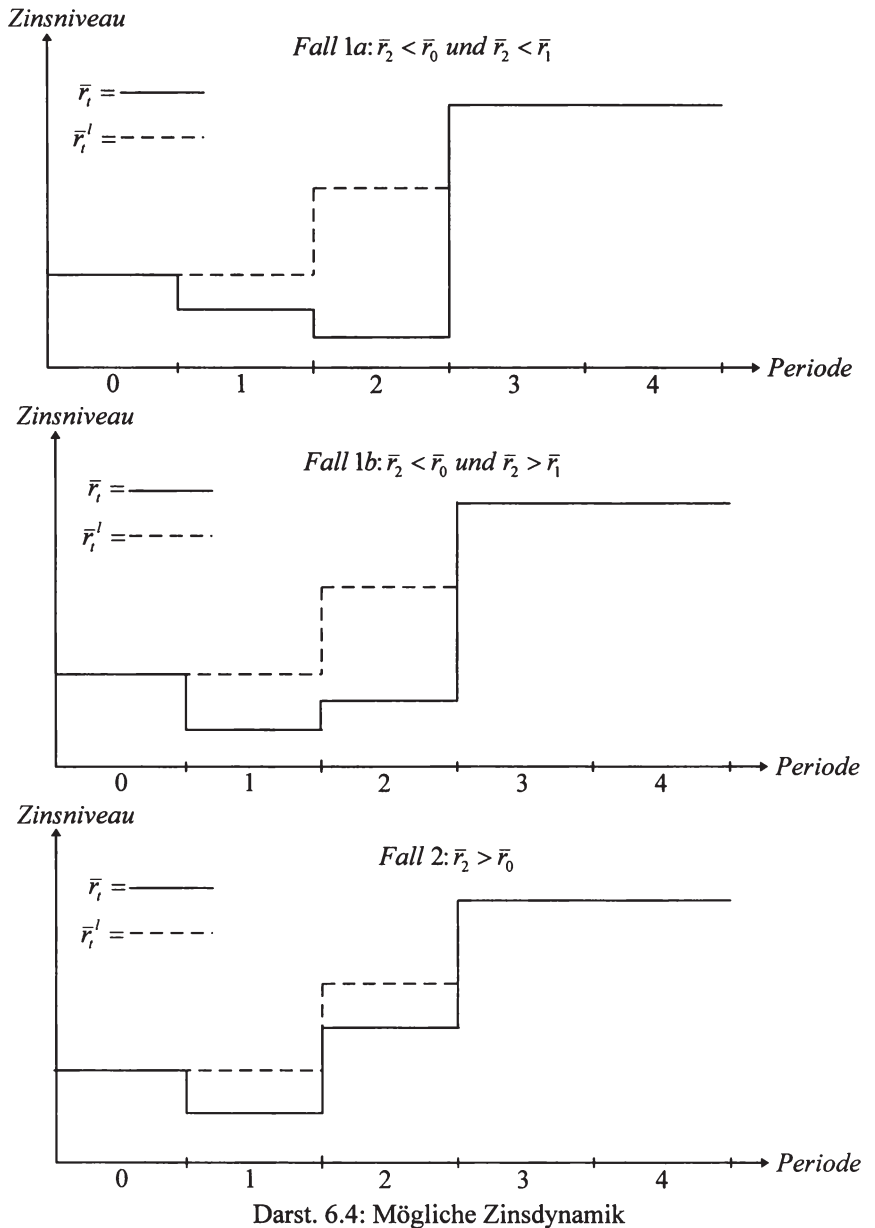 Zinsniveau
Fall 1a: r̄₂ < r̄₀ und r̄₂ < r̄₁
r̄ₜ =
r̄ₜˡ =
0 1 2 3 4 Periode
Zinsniveau
Fall 1b: r̄₂ < r̄₀ und r̄₂ > r̄₁
r̄ₜ =
r̄ₜˡ =
0 1 2 3 4 Periode
Zinsniveau
Fall 2: r̄₂ > r̄₀
r̄ₜ =
r̄ₜˡ =
0 1 2 3 4 Periode
Darst. 6.4: Mögliche Zinsdynamik